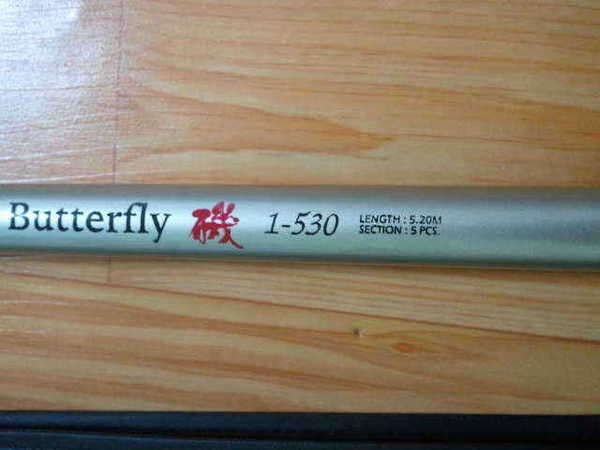 Butterfly 磯 1-530 LENGTH : 5.20M
SECTION : 5 PCS.